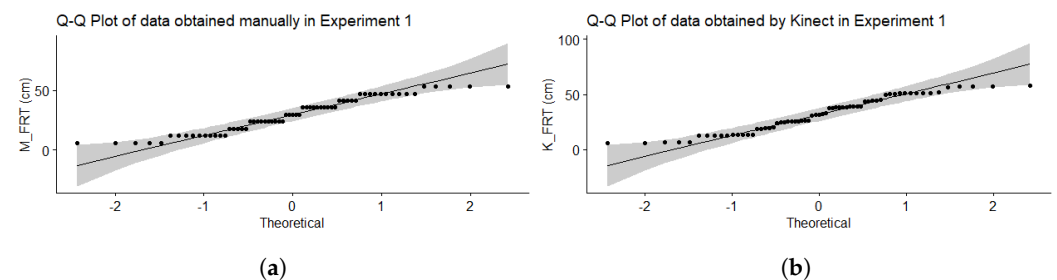 Q-Q Plot of data obtained manually in Experiment 1
M_FRT (cm)
50
0
-2 -1 0 1 2
Theoretical
(a)
Q-Q Plot of data obtained by Kinect in Experiment 1
K_FRT (cm)
100
50
0
-2 -1 0 1 2
Theoretical
(b)